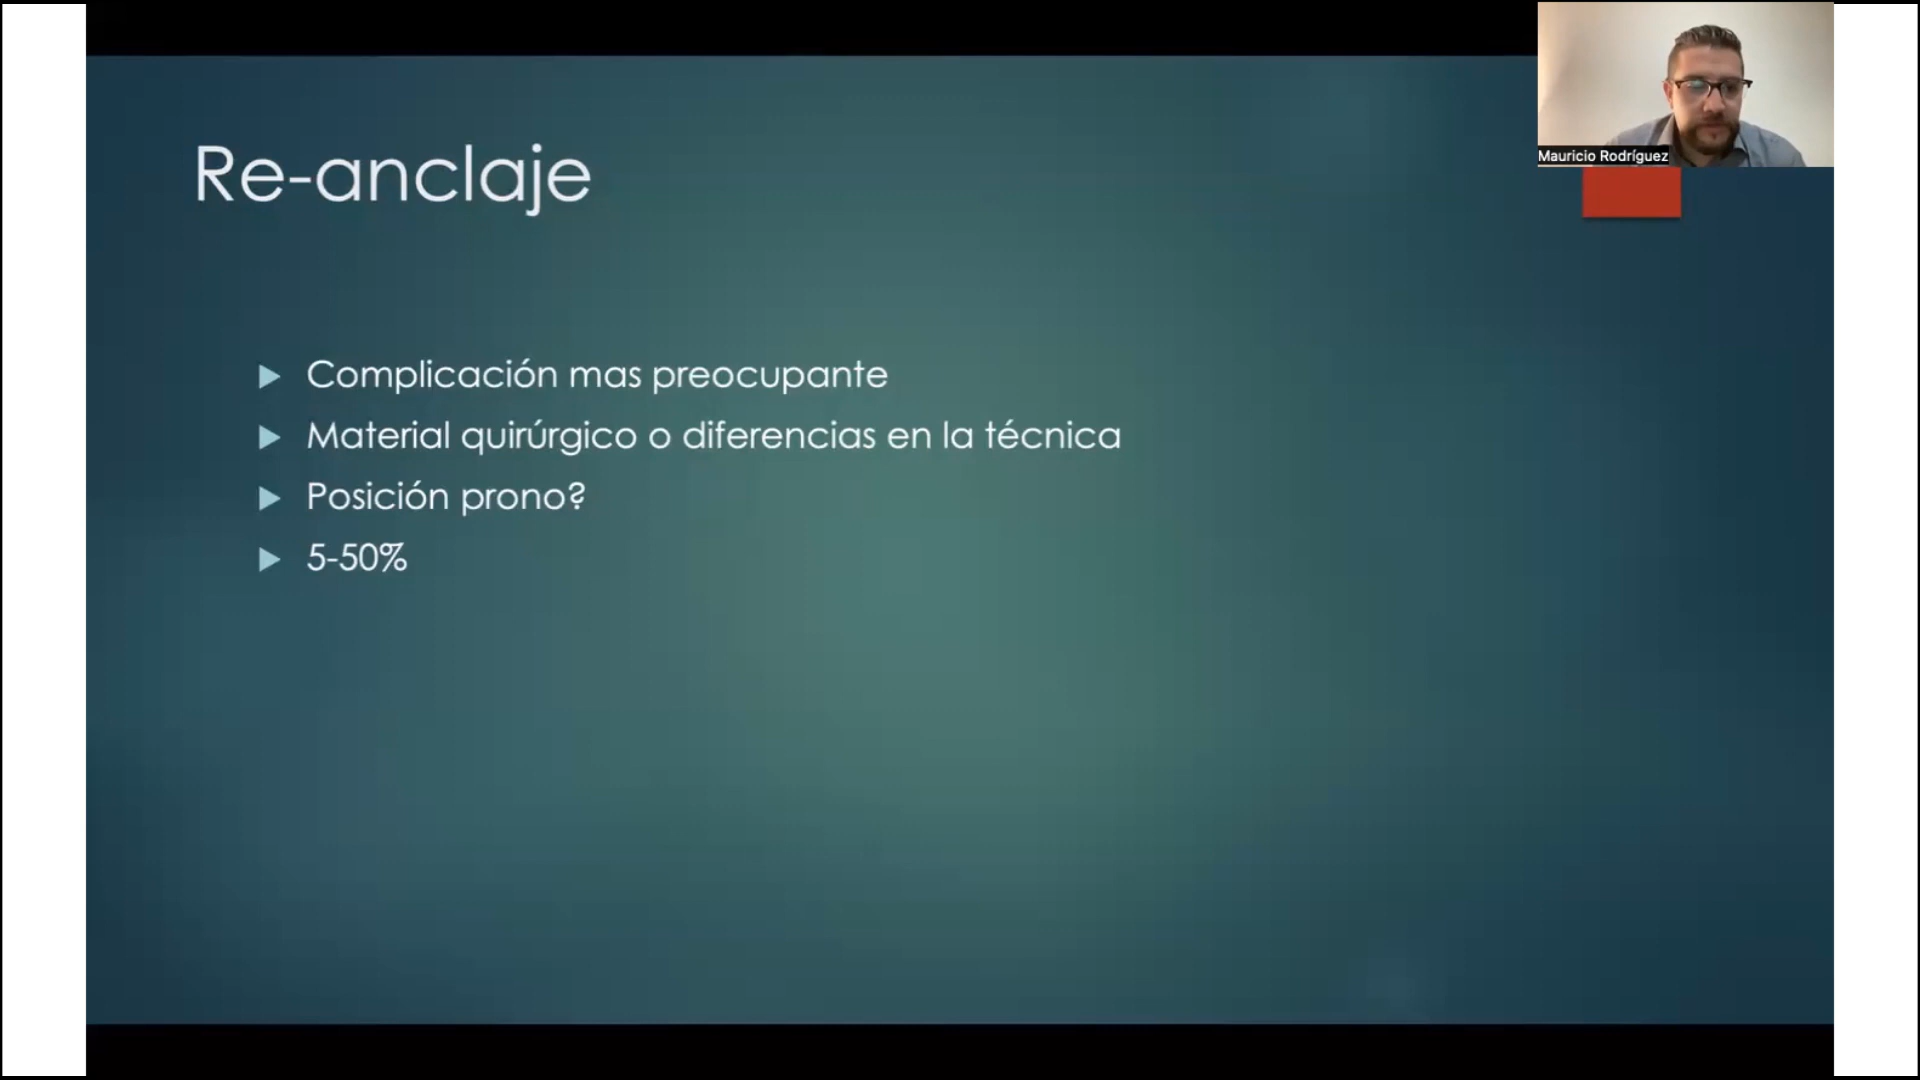 Mauricio Rodríguez
Re-anclaje
Complicación mas preocupante
Material quirúrgico o diferencias en la técnica
Posición prono?
5-50%